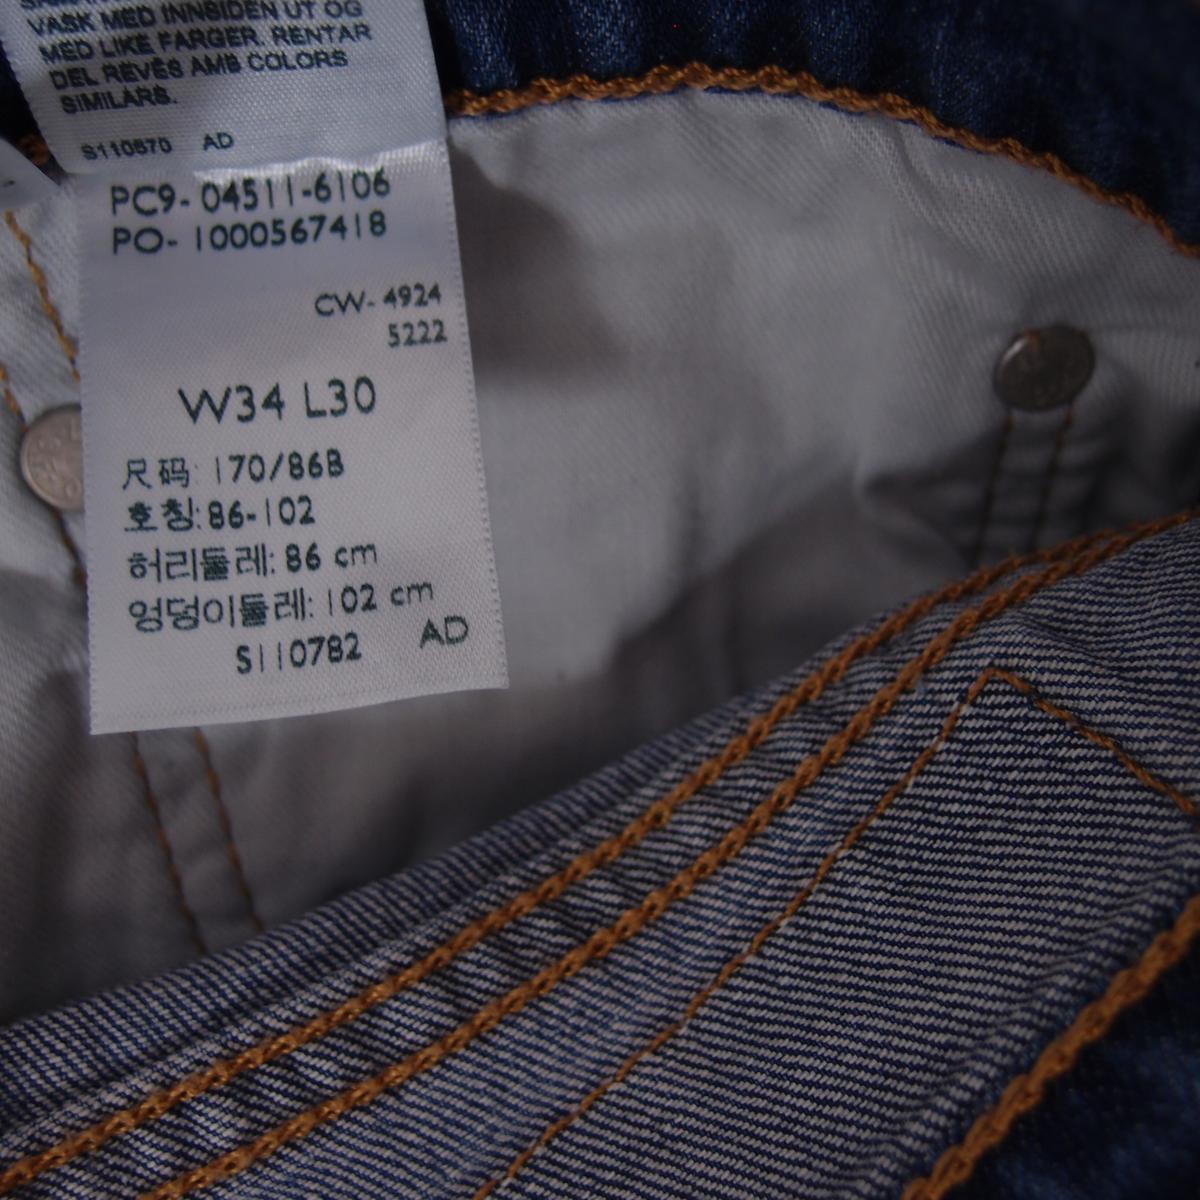 VASK MED INNSIDEN UT OG
MED LIKE FARGER. RENTAR
DEL REVÉS AMB COLORS
SIMILARS.
S110670 AD
PC9-04511-6106
PO-1000567418
CW-4924
5222
W34 L30
尺码: 170/86B
호칭: 86-102
허리둘레: 86 cm
엉덩이둘레: 102 cm
S110782 AD